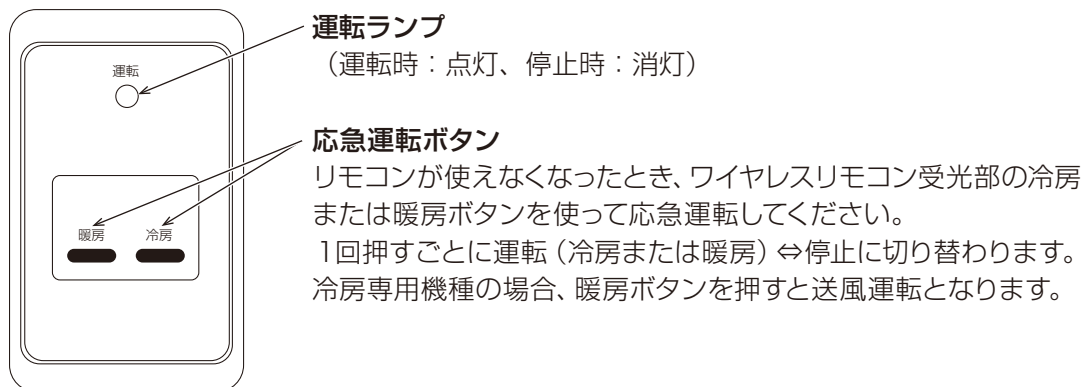 運転ランプ
（運転時：点灯、停止時：消灯）
運転
応急運転ボタン
リモコンが使えなくなったとき、ワイヤレスリモコン受光部の冷房
または暖房ボタンを使って応急運転してください。
1回押すごとに運転（冷房または暖房）⇔停止に切り替わります。
冷房専用機種の場合、暖房ボタンを押すと送風運転となります。
暖房 冷房